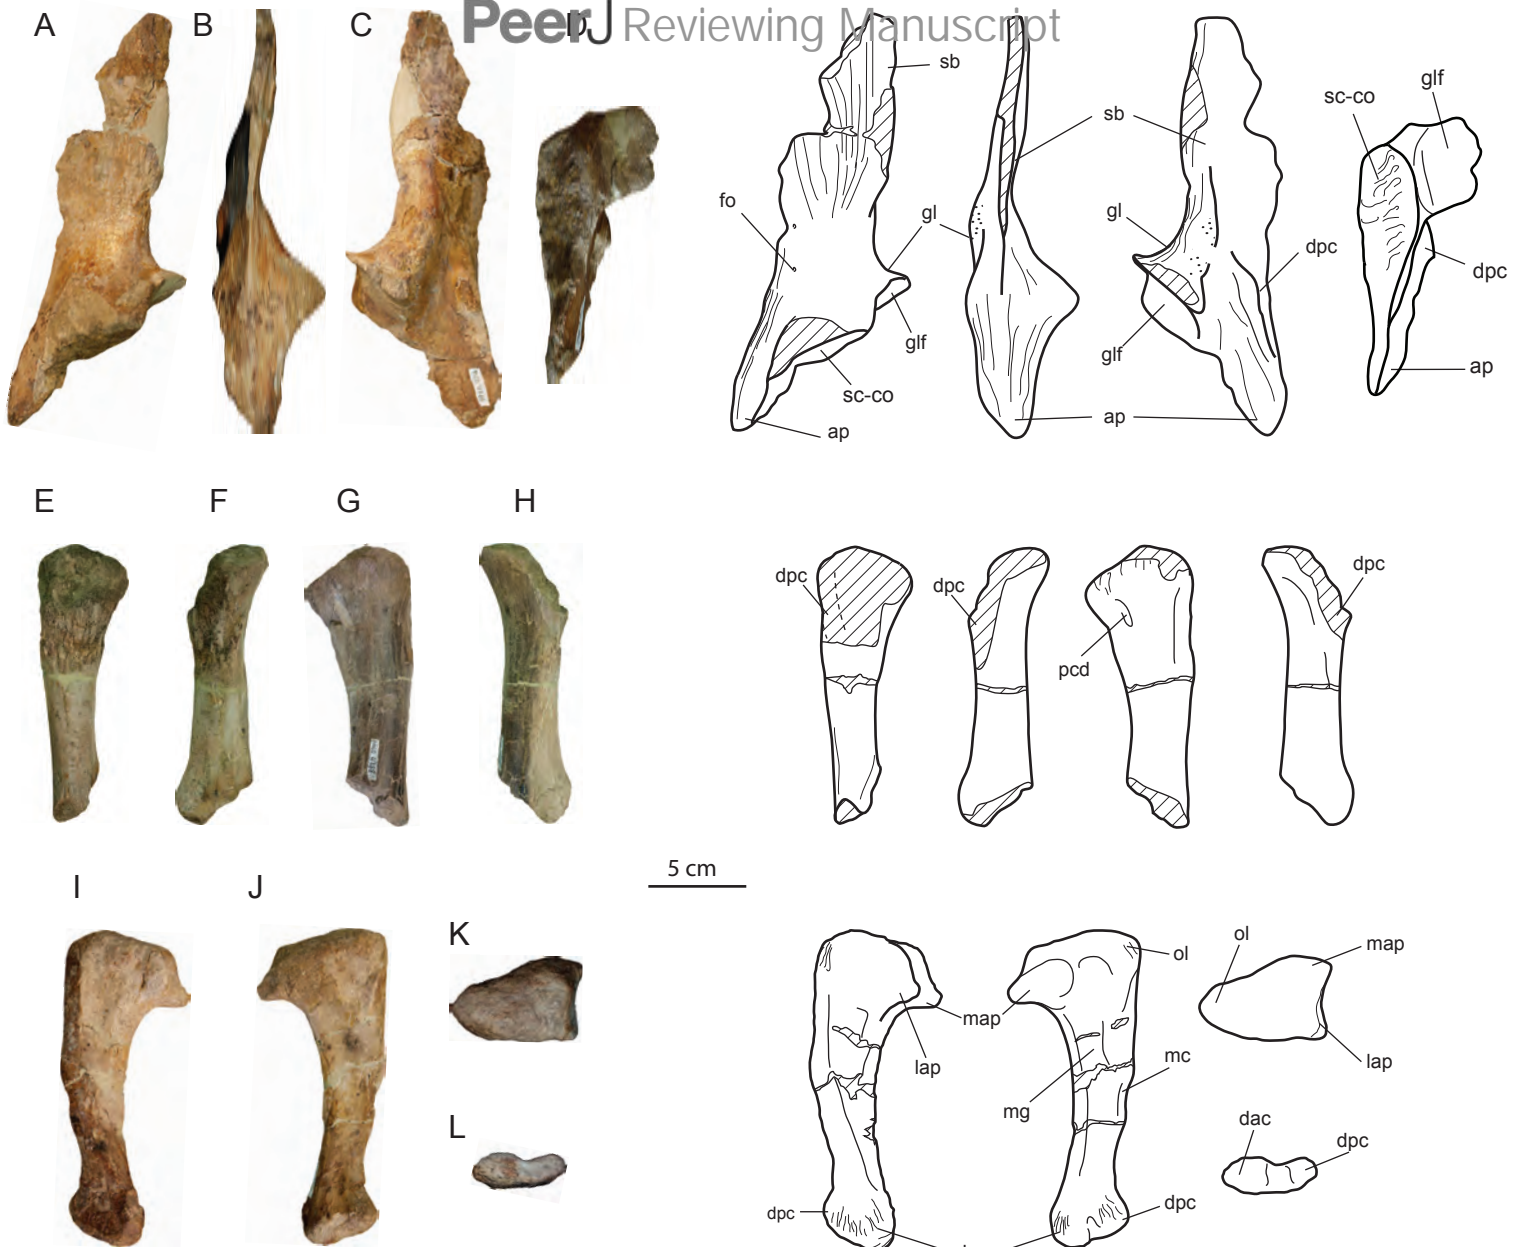 PeerJ Reviewing Manuscript
A
B
C
D
sb
sb
glf
sc-co
fo
gl
gl
dpc
dpc
glf
glf
sc-co
ap
ap
ap
E
F
G
H
dpc
dpc
dpc
pcd
5 cm
I
J
K
ol
ol
map
map
lap
lap
mc
mg
L
dac
dpc
dpc
dpc